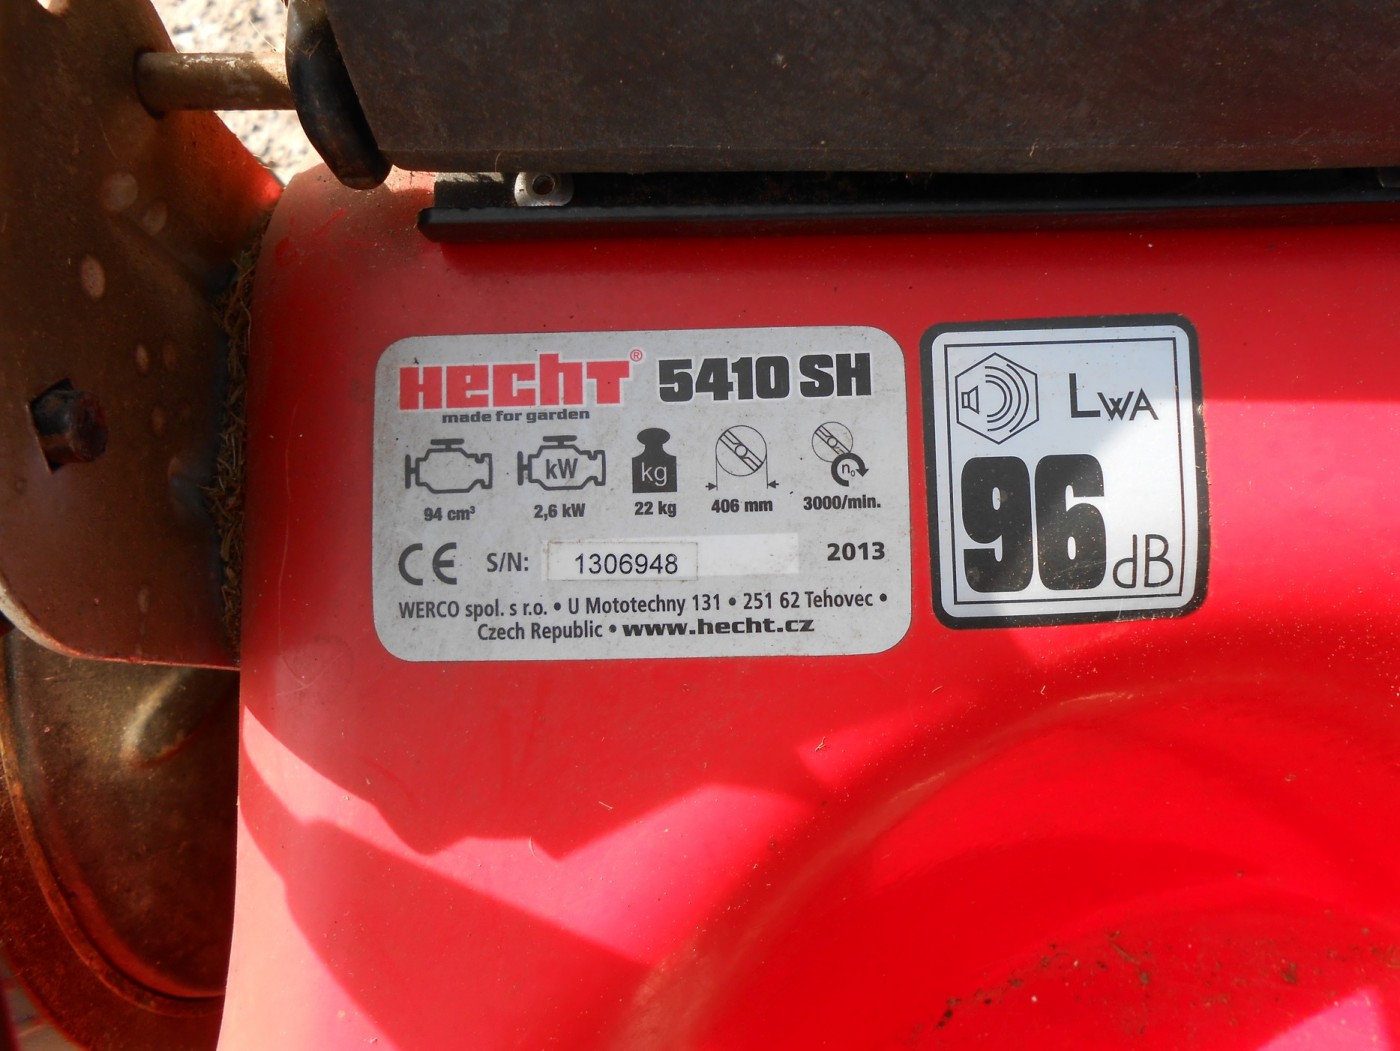 HECHT® 5410 SH
made for garden
kW
kg
n₀
94 cm³ 2,6 kW 22 kg 406 mm 3000/min.
CE S/N: 1306948 2013
WERCO spol. s r.o. • U Mototechny 131 • 251 62 Tehovec •
Czech Republic • www.hecht.cz
LWA
96 dB